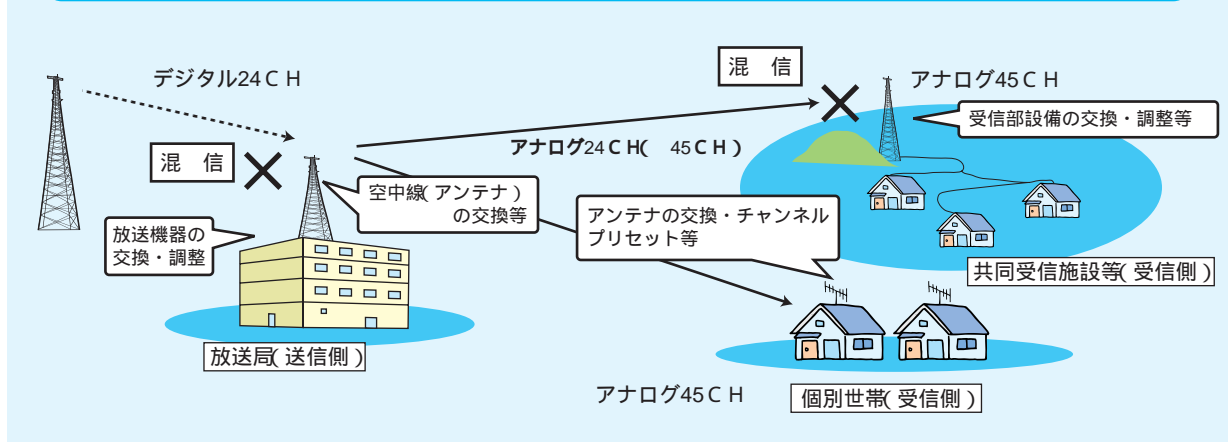 デジタル24CH
混 信
アナログ45CH
受信部設備の交換・調整等
アナログ24CH( 45CH)
混 信
空中線(アンテナ)
の交換等
アンテナの交換・チャンネル
プリセット等
放送機器の
交換・調整
共同受信施設等(受信側)
放送局(送信側)
アナログ45CH
個別世帯(受信側)